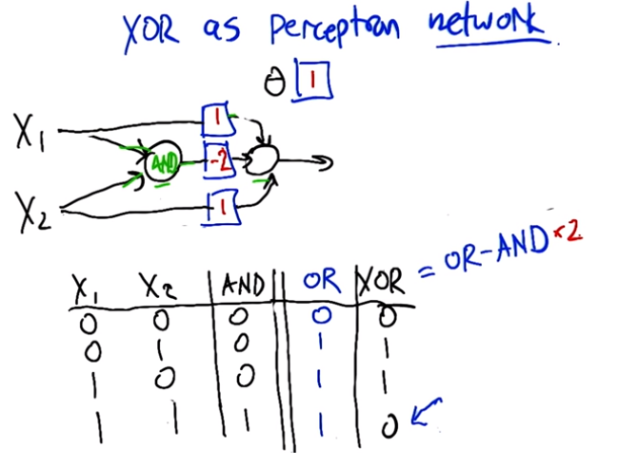 XOR as Perceptron network
θ 1
X1 1
AND -2
X2 1
X1 X2 AND OR XOR = OR-AND*2
0 0 0 0 0
0 1 0 1 1
1 0 0 1 1
1 1 1 1 0